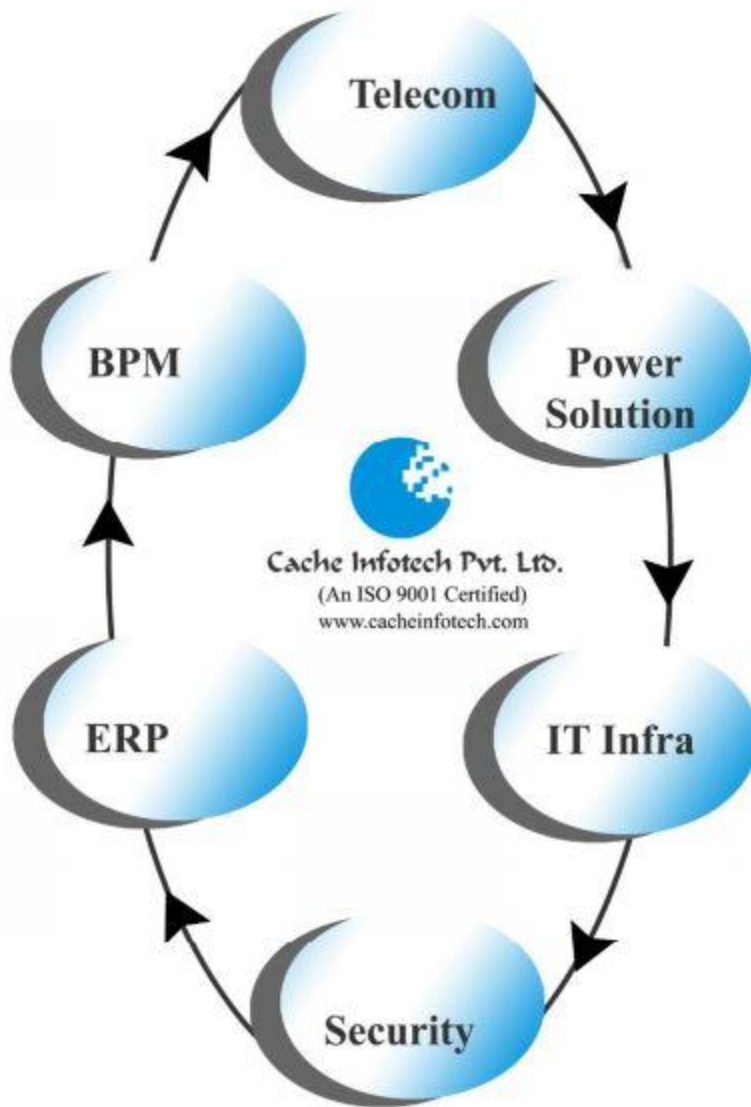 Telecom
Power
Solution
IT Infra
Security
ERP
BPM
Cache Infotech Pvt. Ltd.
(An ISO 9001 Certified)
www.cacheinfotech.com